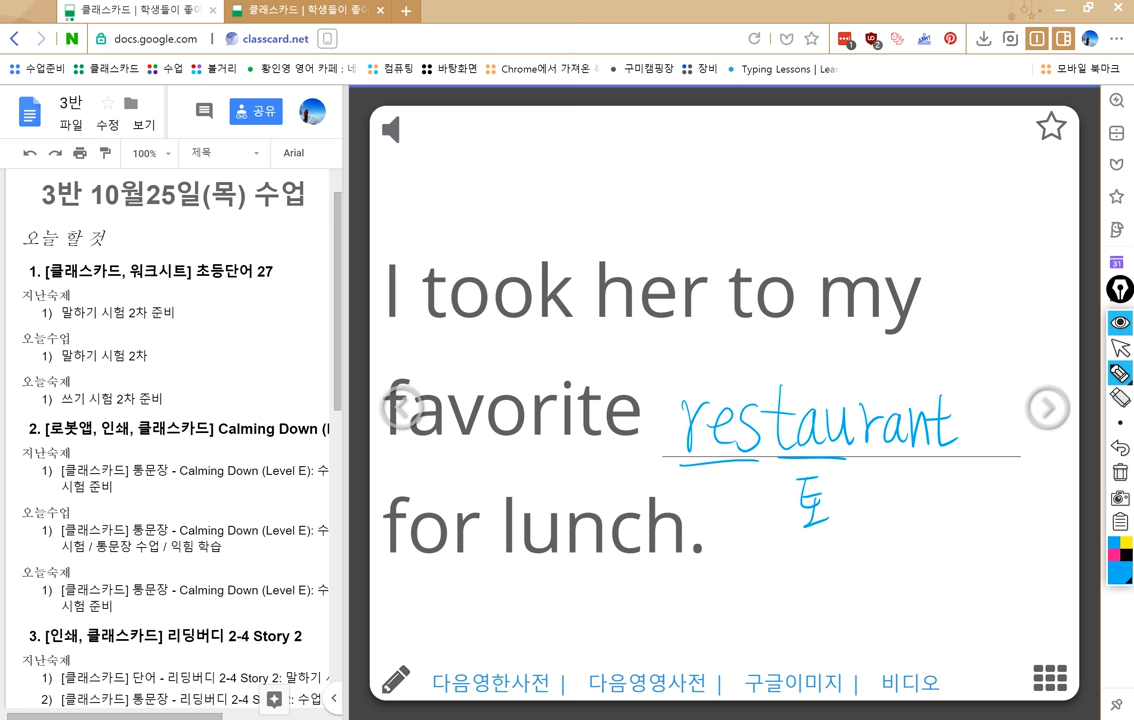 클래스카드 | 학생들이 좋아
클래스카드 | 학생들이 좋아
docs.google.com | classcard.net
수업준비 클래스카드 수업 볼거리 황인영 영어 카페 : 네 컴퓨팅 바탕화면 Chrome에서 가져온 구미캠핑장 장비 Typing Lessons | Lear 모바일 북마크
3반
파일 수정 보기
공유
100% 제목 Arial
3반 10월25일(목) 수업
오늘 할 것
1. [클래스카드, 워크시트] 초등단어 27
지난숙제
1) 말하기 시험 2차 준비
오늘수업
1) 말하기 시험 2차
오늘숙제
1) 쓰기 시험 2차 준비
2. [로봇앱, 인쇄, 클래스카드] Calming Down (
지난숙제
1) [클래스카드] 통문장 - Calming Down (Level E): 수
시험 준비
오늘수업
1) [클래스카드] 통문장 - Calming Down (Level E): 수
시험 / 통문장 수업 / 익힘 학습
오늘숙제
1) [클래스카드] 통문장 - Calming Down (Level E): 수
시험 준비
3. [인쇄, 클래스카드] 리딩버디 2-4 Story 2
지난숙제
1) [클래스카드] 단어 - 리딩버디 2-4 Story 2: 말하기
2) [클래스카드] 통문장 - 리딩버디 2-4 S 2: 수업
I took her to my
favorite restaurant
토
for lunch.
다음영한사전 | 다음영영사전 | 구글이미지 | 비디오
31